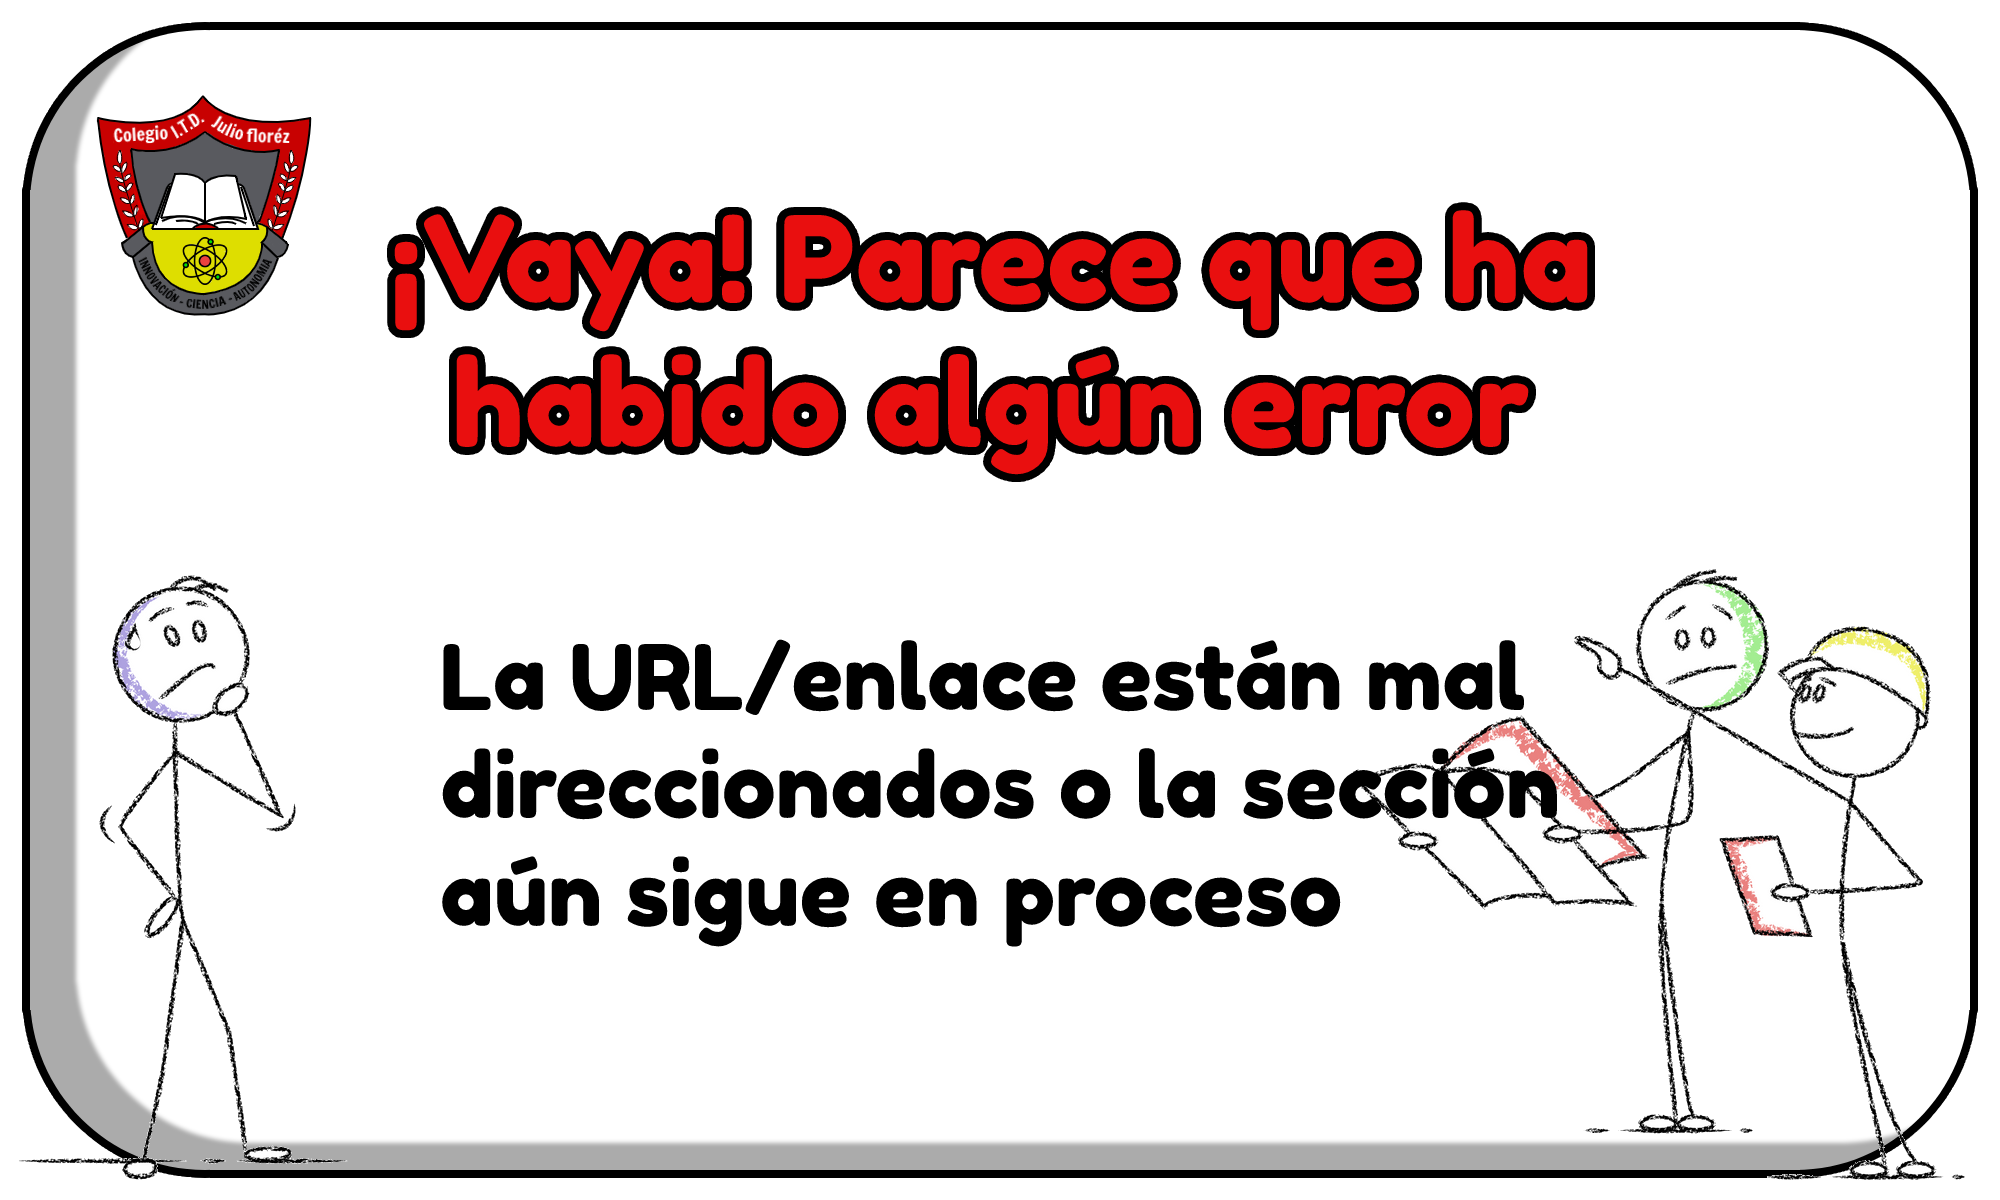 Colegio I.T.D. Julio floréz
INNOVACIÓN - CIENCIA - AUTONOMIA
¡Vaya! Parece que ha
habido algún error
La URL/enlace están mal
direccionados o la sección
aún sigue en proceso